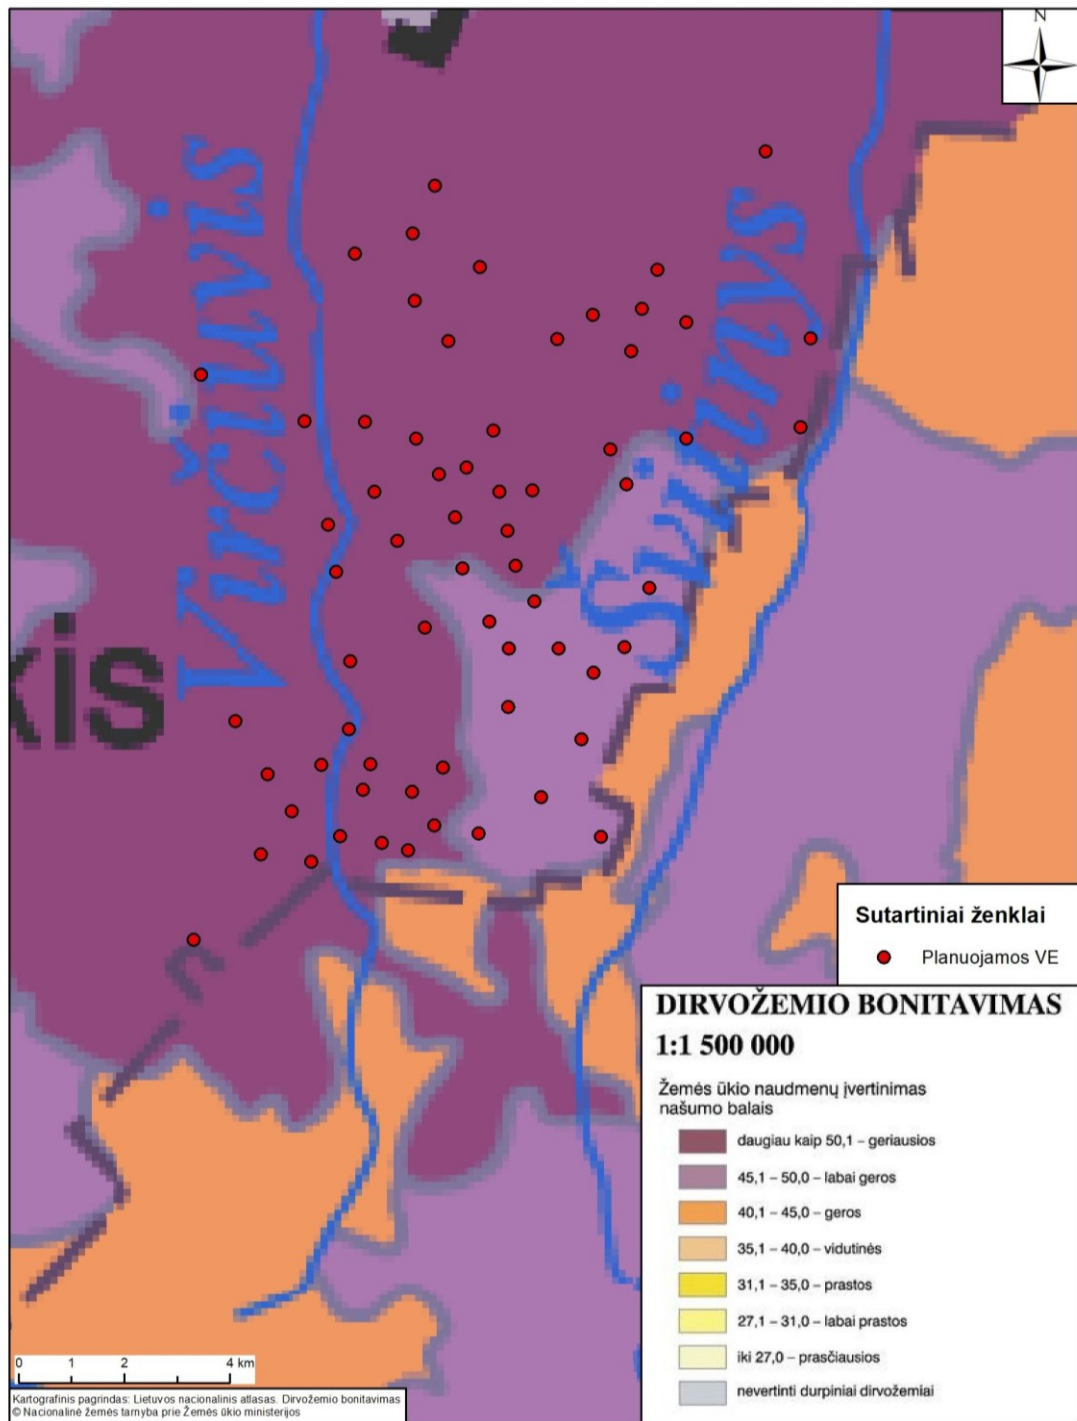 N
Virčiuvis
Švitinys
kis
Sutartiniai ženklai
Planuojamos VE
DIRVOŽEMIO BONITAVIMAS
1:1 500 000
Žemės ūkio naudmenų įvertinimas
našumo balais
daugiau kaip 50,1 – geriausios
45,1 – 50,0 – labai geros
40,1 – 45,0 – geros
35,1 – 40,0 – vidutinės
31,1 – 35,0 – prastos
27,1 – 31,0 – labai prastos
iki 27,0 – prasčiausios
nevertinti durpiniai dirvožemiai
0 1 2 4 km
Kartografinis pagrindas: Lietuvos nacionalinis atlasas. Dirvožemio bonitavimas
© Nacionalinė žemės tarnyba prie Žemės ūkio ministerijos